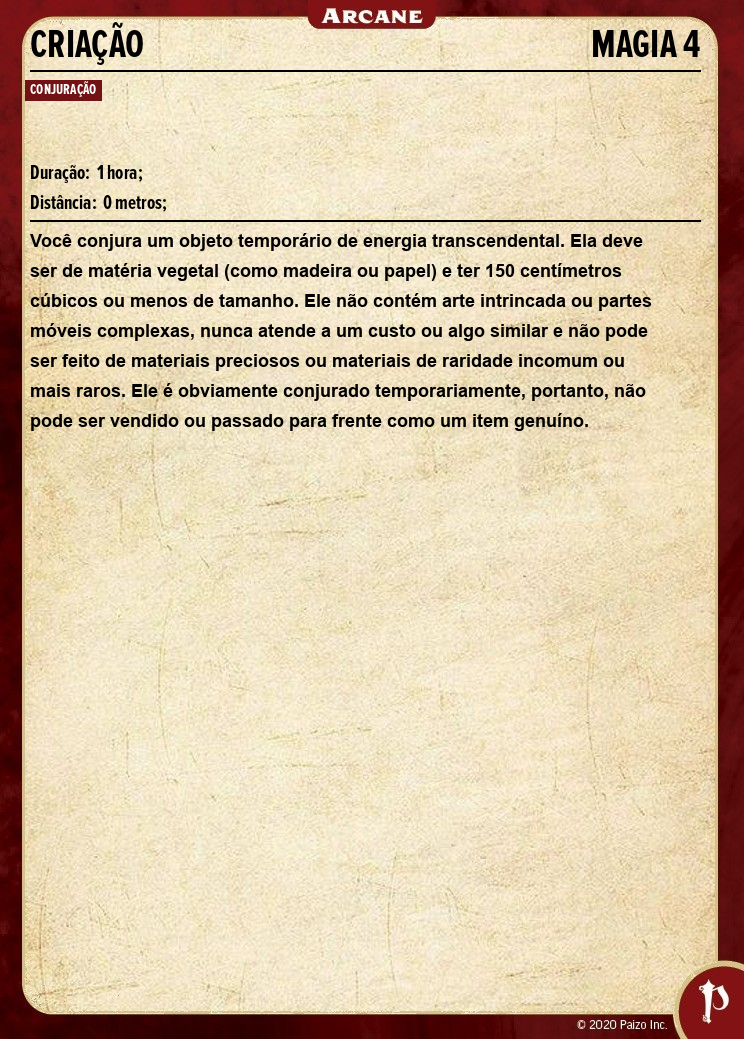 ARCANE
CRIAÇÃO MAGIA 4
CONJURAÇÃO
Duração: 1 hora;
Distância: 0 metros;
Você conjura um objeto temporário de energia transcendental. Ela deve
ser de matéria vegetal (como madeira ou papel) e ter 150 centímetros
cúbicos ou menos de tamanho. Ele não contém arte intrincada ou partes
móveis complexas, nunca atende a um custo ou algo similar e não pode
ser feito de materiais preciosos ou materiais de raridade incomum ou
mais raros. Ele é obviamente conjurado temporariamente, portanto, não
pode ser vendido ou passado para frente como um item genuíno.
© 2020 Paizo Inc.
P